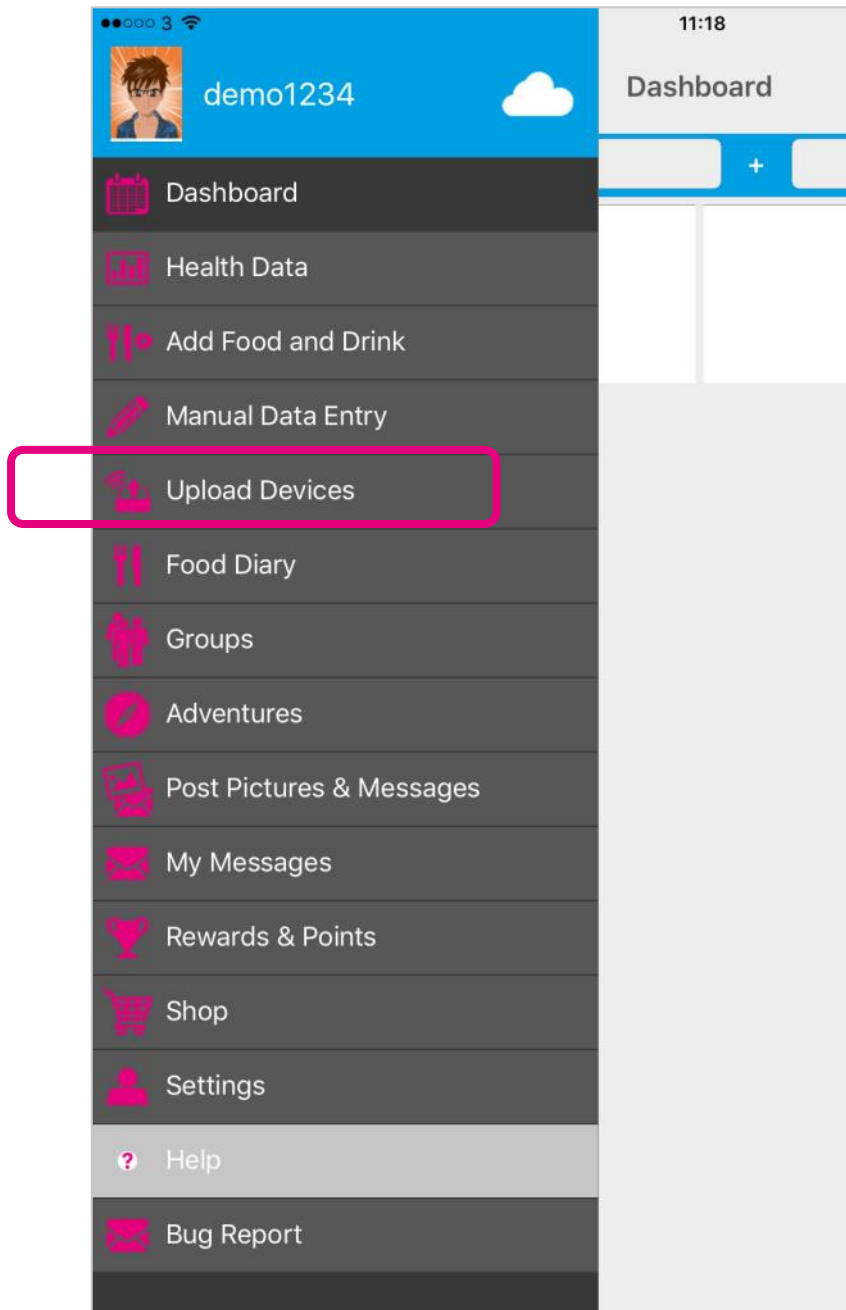 3
11:18
demo1234
Dashboard
+
Dashboard
Health Data
Add Food and Drink
Manual Data Entry
Upload Devices
Food Diary
Groups
Adventures
Post Pictures & Messages
My Messages
Rewards & Points
Shop
Settings
? Help
Bug Report